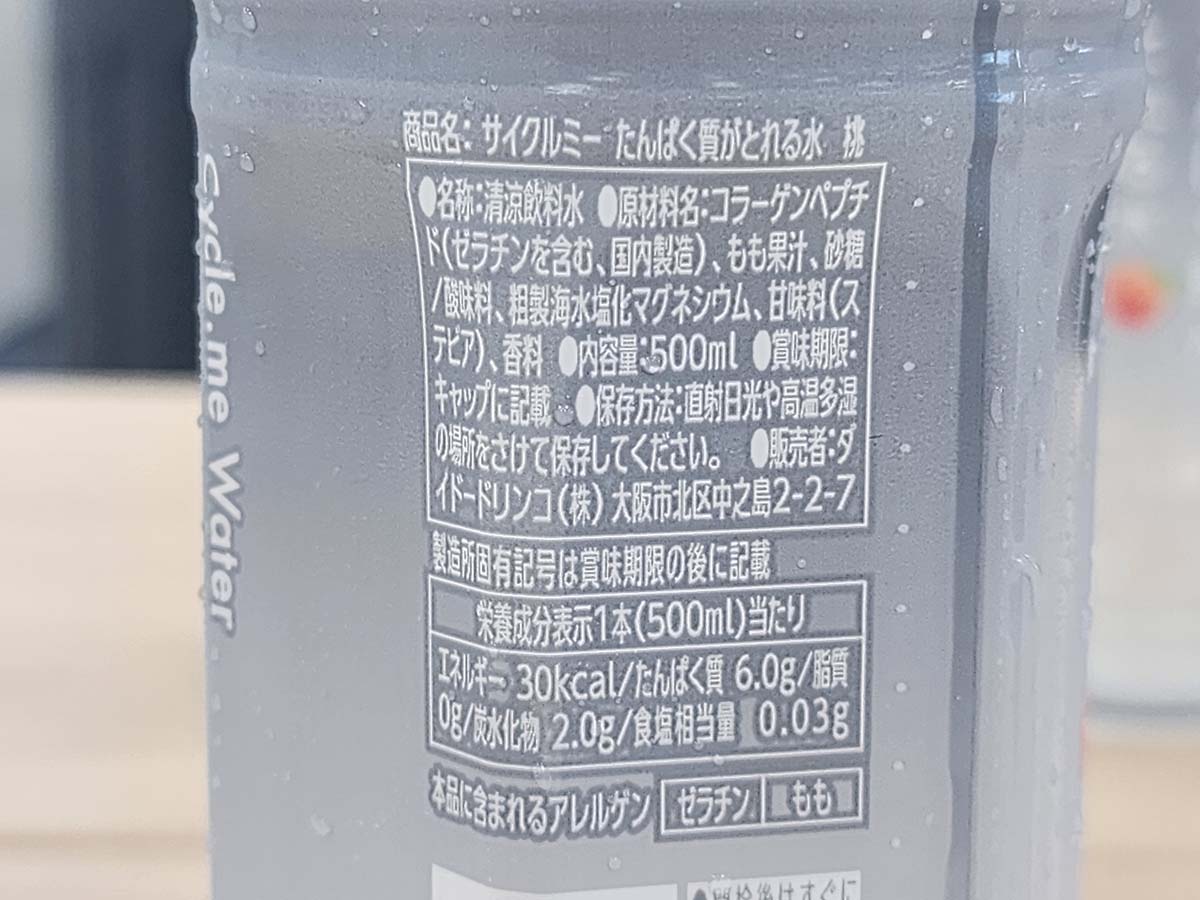 商品名: サイクルミー たんぱく質がとれる水 桃
●名称:清涼飲料水 ●原材料名:コラーゲンペプチ
ド(ゼラチンを含む、国内製造)、もも果汁、砂糖
/酸味料、粗製海水塩化マグネシウム、甘味料(ス
テビア)、香料 ●内容量:500ml ●賞味期限:
キャップに記載 ●保存方法:直射日光や高温多湿
の場所をさけて保存してください。 ●販売者:ダ
イドードリンコ(株) 大阪市北区中之島2-2-7
製造所固有記号は賞味期限の後に記載
栄養成分表示1本(500ml)当たり
エネルギー 30kcal/たんぱく質 6.0g/脂質
0g/炭水化物 2.0g/食塩相当量 0.03g
本品に含まれるアレルゲン ゼラチン もも
●開栓後はすぐに
Cycle.me Water